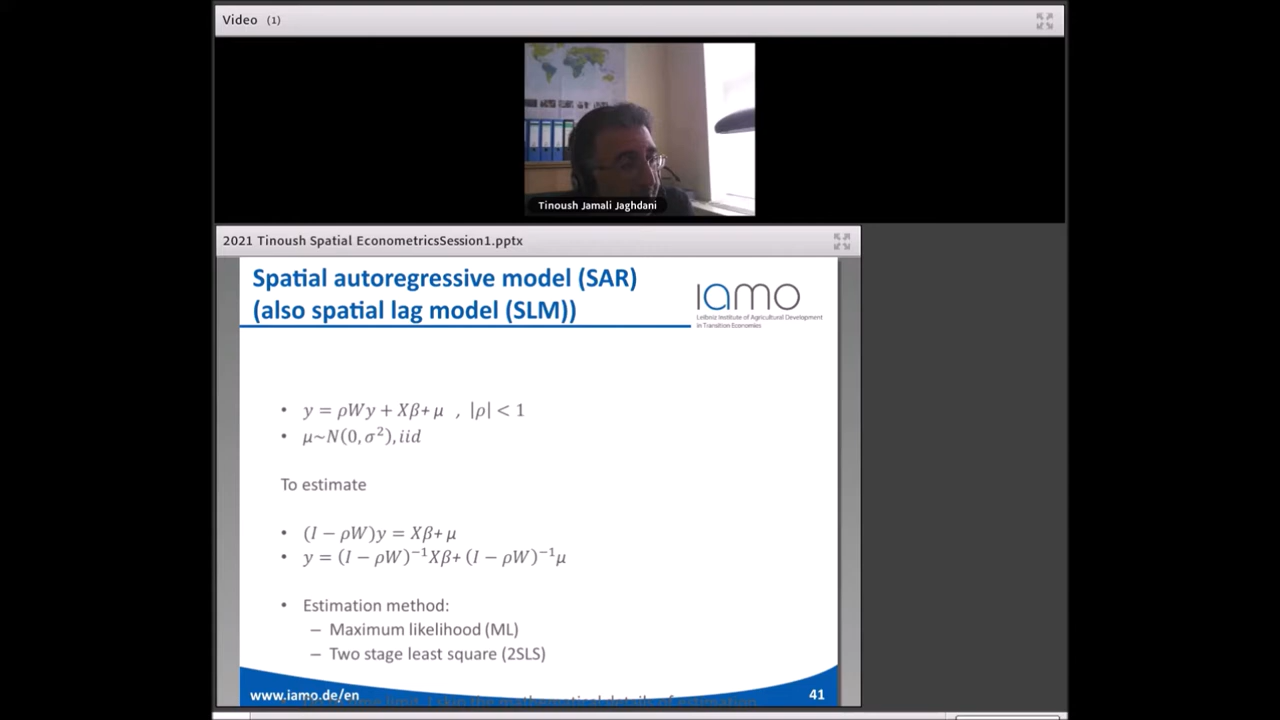 Video (1)
Tinoush Jamali Jaghdani
2021 Tinoush Spatial EconometricsSession1.pptx
Spatial autoregressive model (SAR)
(also spatial lag model (SLM))
iamo
Leibniz Institute of Agricultural Development
in Transition Economies
• y = ρWy + Xβ+ μ , |ρ| < 1
• μ~N(0, σ²), iid
To estimate
• (I − ρW)y = Xβ+ μ
• y = (I − ρW)⁻¹Xβ+ (I − ρW)⁻¹μ
• Estimation method:
– Maximum likelihood (ML)
– Two stage least square (2SLS)
www.iamo.de/en
41